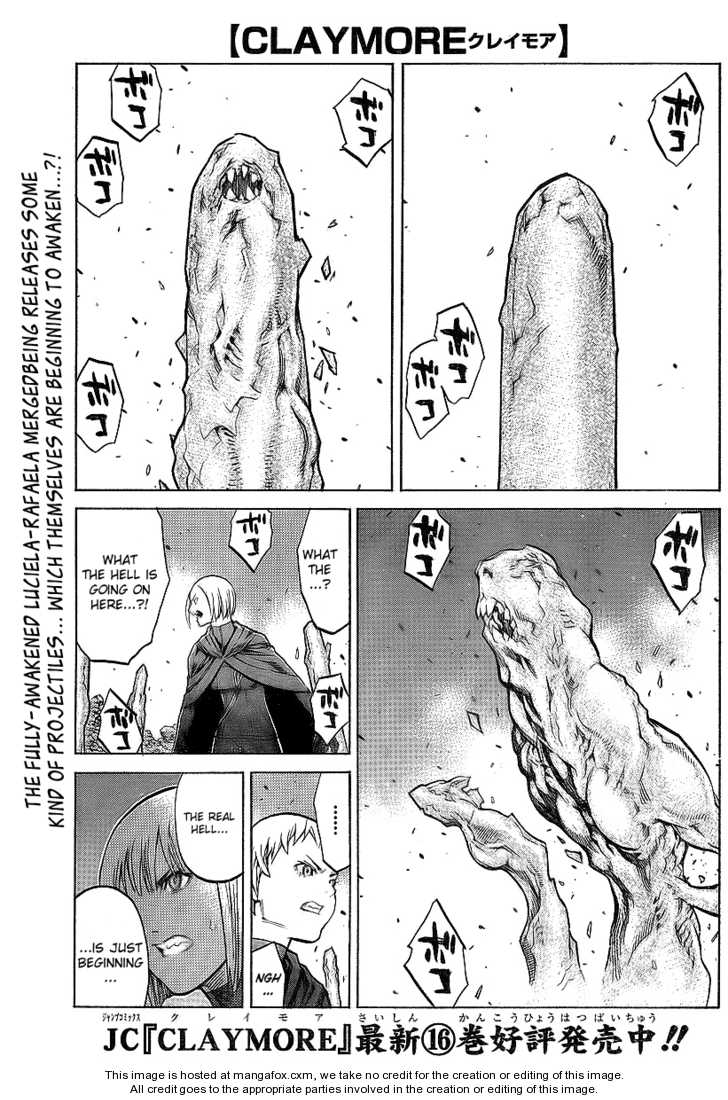 【CLAYMOREクレイモア】
THE FULLY-AWAKENED LUCIELA-RAFAELA MERGEDBEING RELEASES SOME
KIND OF PROJECTILES... WHICH THEMSELVES ARE BEGINNING TO AWAKEN...?!
ボコ
ボコ
ボコ
ボコ
ボコ
ボコ
ボコ
WHAT
THE
...?
ボコ
WHAT
THE HELL IS
GOING ON
HERE...?!
ボコ
ボコ
ボコ
ボコ
ボコ
........
NGH
...
THE REAL
HELL...
...IS JUST
BEGINNING
...
ジャンプコミックス クレイモア さいしん かんこうひょうはつばいちゅう
JC『CLAYMORE』最新⑯巻好評発売中!!
This image is hosted at mangafox.cxm, we take no credit for the creation or editing of this image.
All credit goes to the appropriate parties involved in the creation or editing of this image.